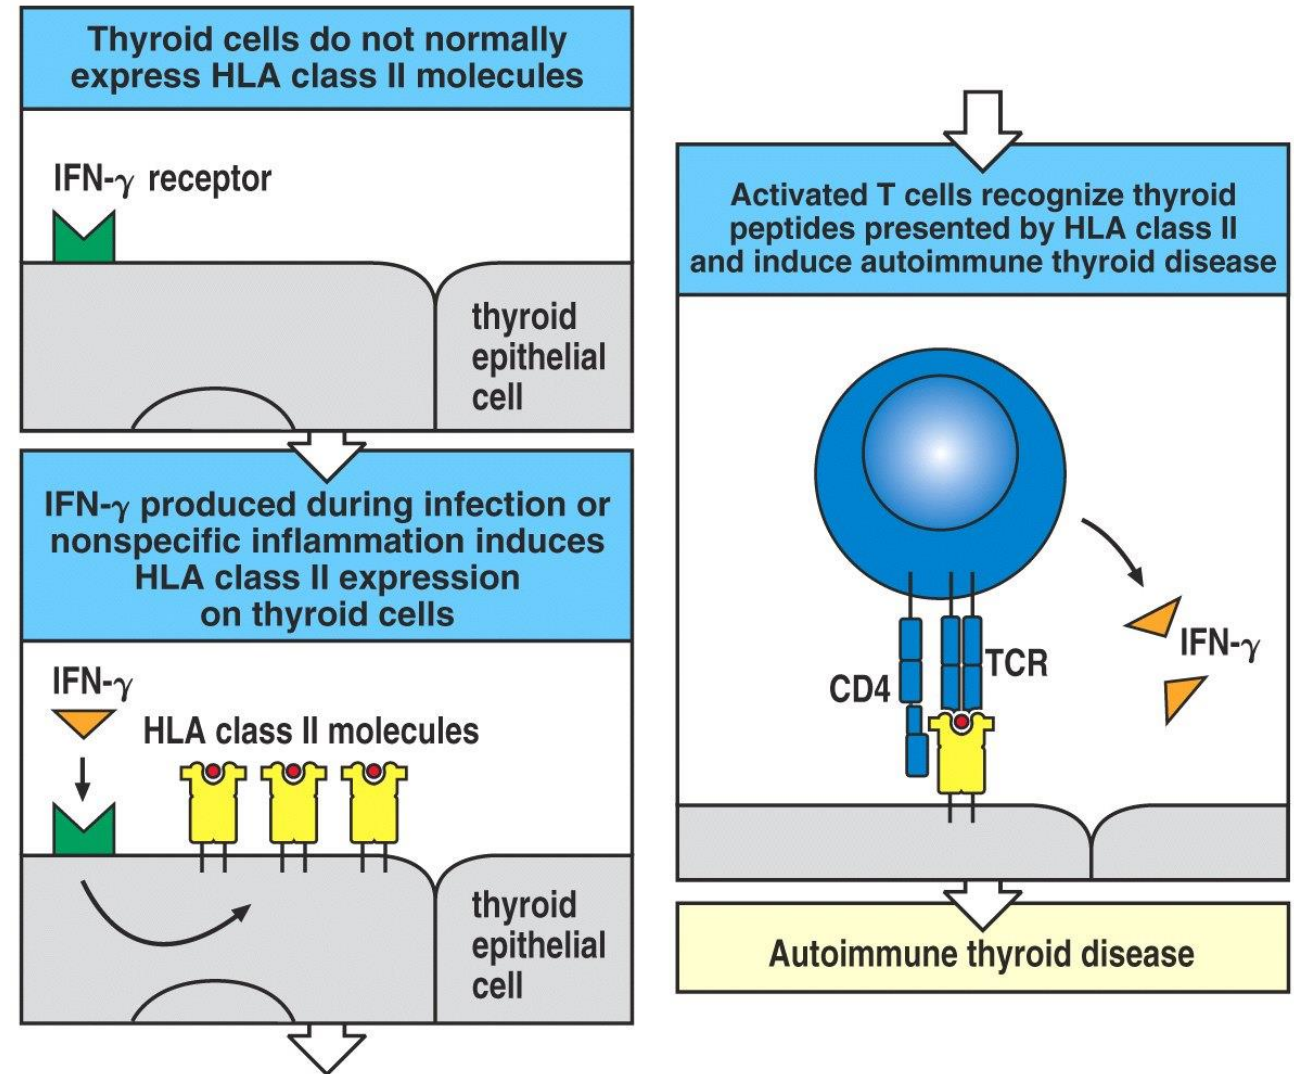 Thyroid cells do not normally
express HLA class II molecules
IFN-γ receptor
thyroid
epithelial
cell
IFN-γ produced during infection or
nonspecific inflammation induces
HLA class II expression
on thyroid cells
IFN-γ
HLA class II molecules
thyroid
epithelial
cell
Activated T cells recognize thyroid
peptides presented by HLA class II
and induce autoimmune thyroid disease
IFN-γ
TCR
CD4
Autoimmune thyroid disease